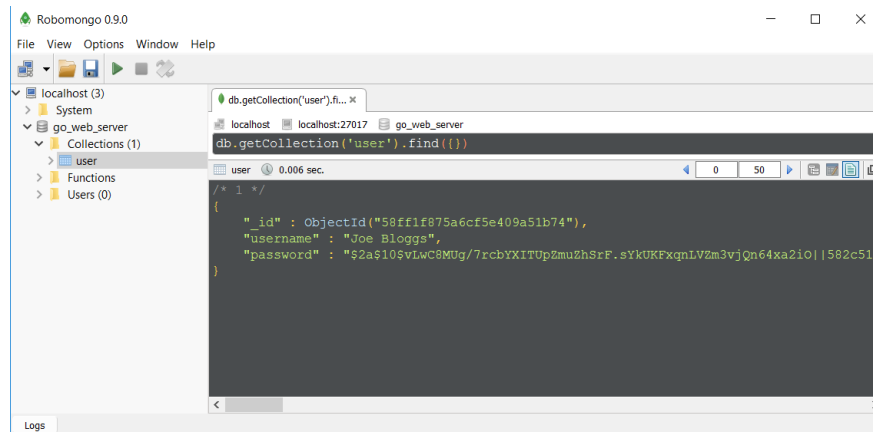 Robomongo 0.9.0
File View Options Window Help
localhost (3)
System
go_web_server
Collections (1)
user
Functions
Users (0)
db.getCollection('user').fi...
localhost localhost:27017 go_web_server
db.getCollection('user').find({})
user 0.006 sec. 0 50
/* 1 */
{
"_id" : ObjectId("58ff1f875a6cf5e409a51b74"),
"username" : "Joe Bloggs",
"password" : "$2a$10$vLwC8MUg/7rcbYXITUpZmuZhSrF.sYkUKFxqnLVZm3vjQn64xa2iO||582c51
}
Logs